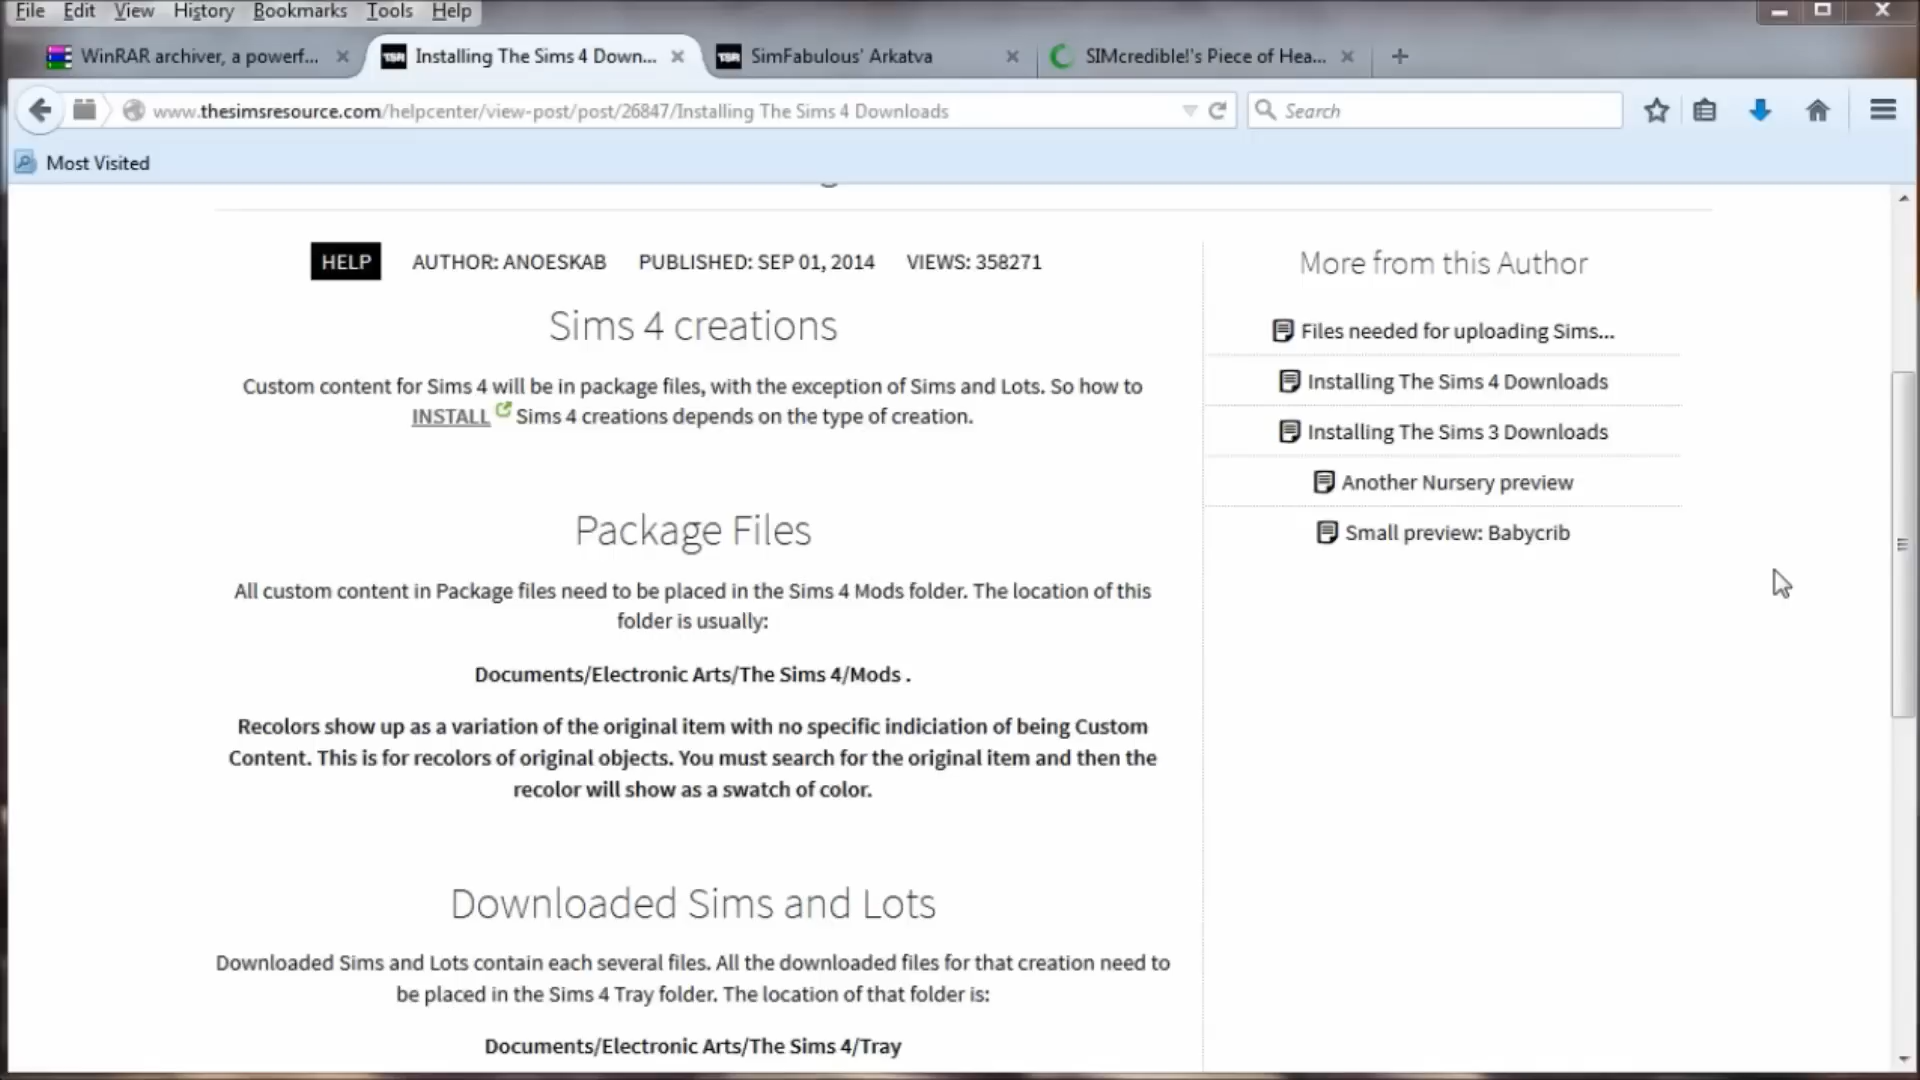 File Edit View History Bookmarks Tools Help
WinRAR archiver, a powerf...
TSR Installing The Sims 4 Down...
TSR SimFabulous' Arkatva
SIMcredible!'s Piece of Hea...
www.thesimsresource.com/helpcenter/view-post/post/26847/Installing The Sims 4 Downloads
Search
Most Visited
HELP AUTHOR: ANOESKAB PUBLISHED: SEP 01, 2014 VIEWS: 358271
Sims 4 creations
Custom content for Sims 4 will be in package files, with the exception of Sims and Lots. So how to
INSTALL Sims 4 creations depends on the type of creation.
Package Files
All custom content in Package files need to be placed in the Sims 4 Mods folder. The location of this
folder is usually:
Documents/Electronic Arts/The Sims 4/Mods .
Recolors show up as a variation of the original item with no specific indiciation of being Custom
Content. This is for recolors of original objects. You must search for the original item and then the
recolor will show as a swatch of color.
Downloaded Sims and Lots
Downloaded Sims and Lots contain each several files. All the downloaded files for that creation need to
be placed in the Sims 4 Tray folder. The location of that folder is:
Documents/Electronic Arts/The Sims 4/Tray
More from this Author
Files needed for uploading Sims...
Installing The Sims 4 Downloads
Installing The Sims 3 Downloads
Another Nursery preview
Small preview: Babycrib